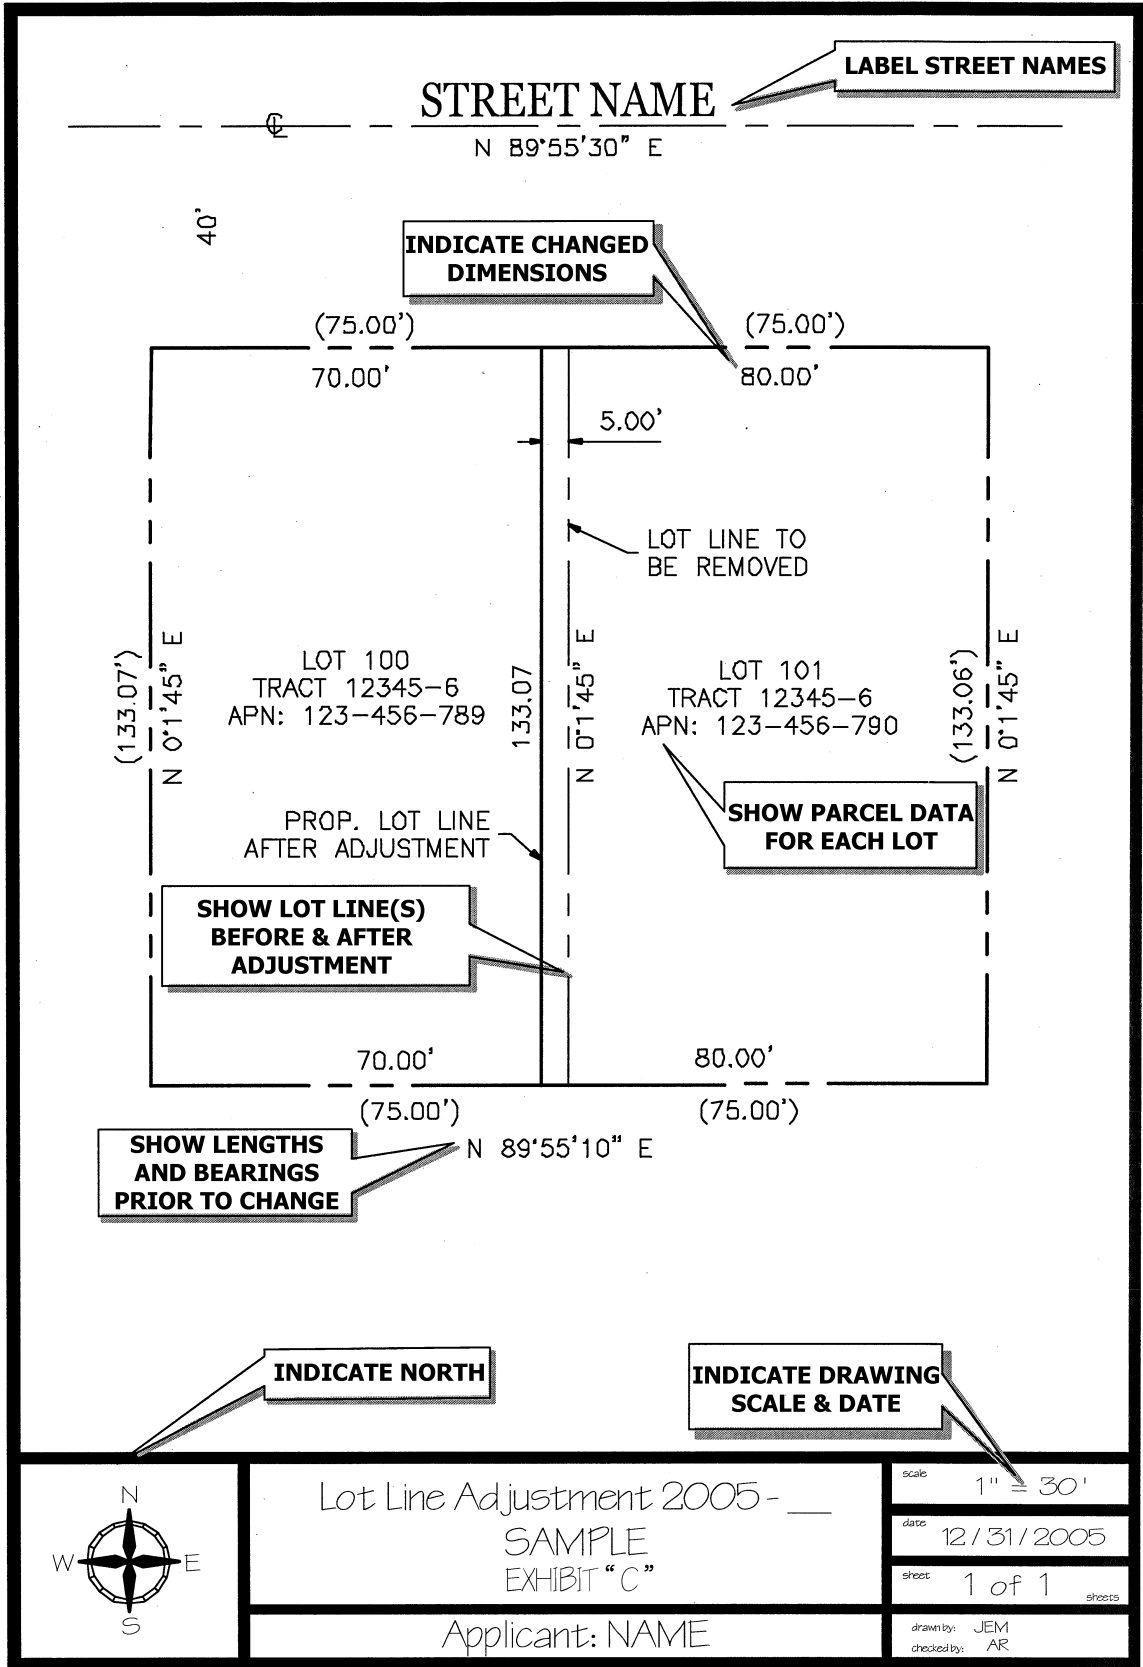 LABEL STREET NAMES
STREET NAME
CL
N 89°55'30" E
40'
INDICATE CHANGED
DIMENSIONS
(75.00')
(75.00')
70.00'
80.00'
5.00'
LOT LINE TO
BE REMOVED
(133.07')
N 0°1'45" E
LOT 100
TRACT 12345-6
APN: 123-456-789
133.07
N 0°1'45" E
LOT 101
TRACT 12345-6
APN: 123-456-790
(133.06')
N 0°1'45" E
SHOW PARCEL DATA
FOR EACH LOT
PROP. LOT LINE
AFTER ADJUSTMENT
SHOW LOT LINE(S)
BEFORE & AFTER
ADJUSTMENT
70.00'
80.00'
(75.00')
(75.00')
SHOW LENGTHS
AND BEARINGS
PRIOR TO CHANGE
N 89°55'10" E
INDICATE NORTH
INDICATE DRAWING
SCALE & DATE
N
W
E
S
Lot Line Adjustment 2005-___
SAMPLE
EXHIBIT "C"
Applicant: NAME
scale 1" = 30'
date 12/31/2005
sheet 1 of 1 sheets
drawn by: JEM
checked by: AR